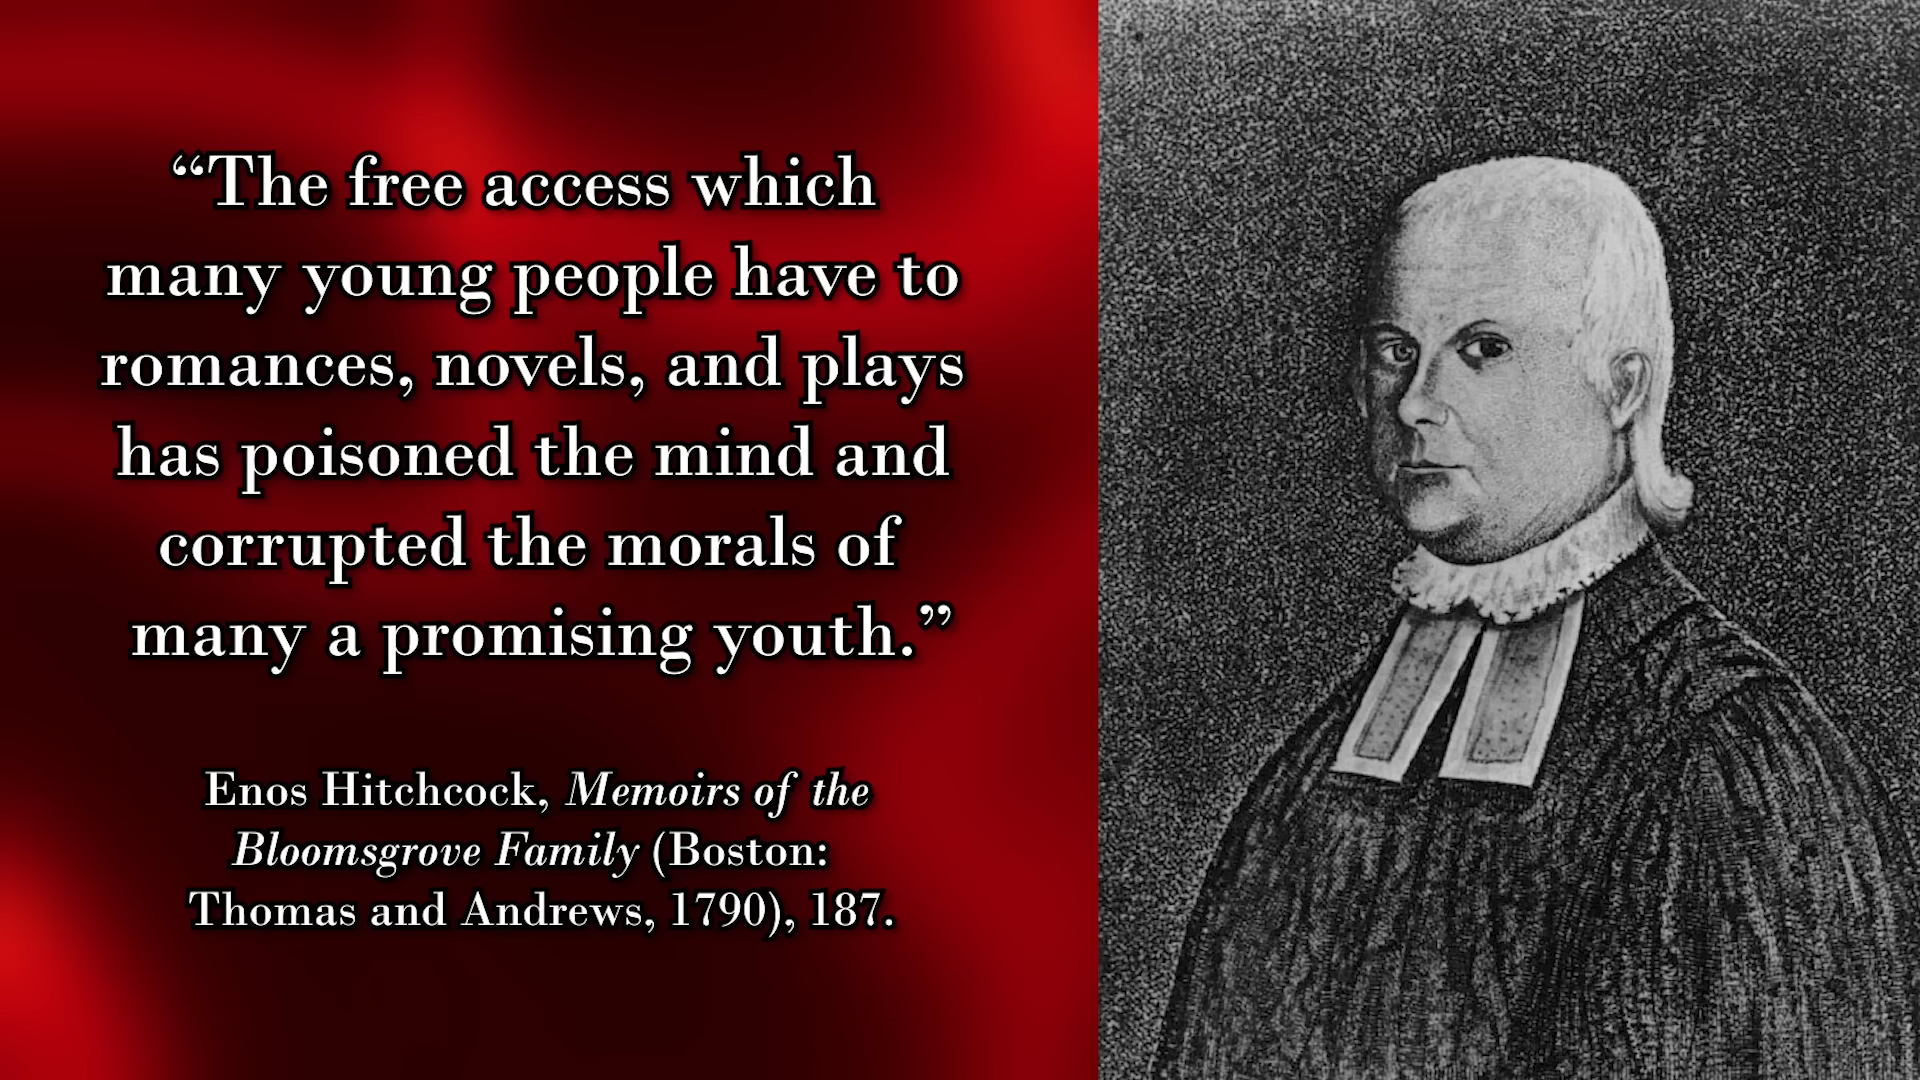 “The free access which
many young people have to
romances, novels, and plays
has poisoned the mind and
corrupted the morals of
many a promising youth.”
Enos Hitchcock, Memoirs of the
Bloomsgrove Family (Boston:
Thomas and Andrews, 1790), 187.